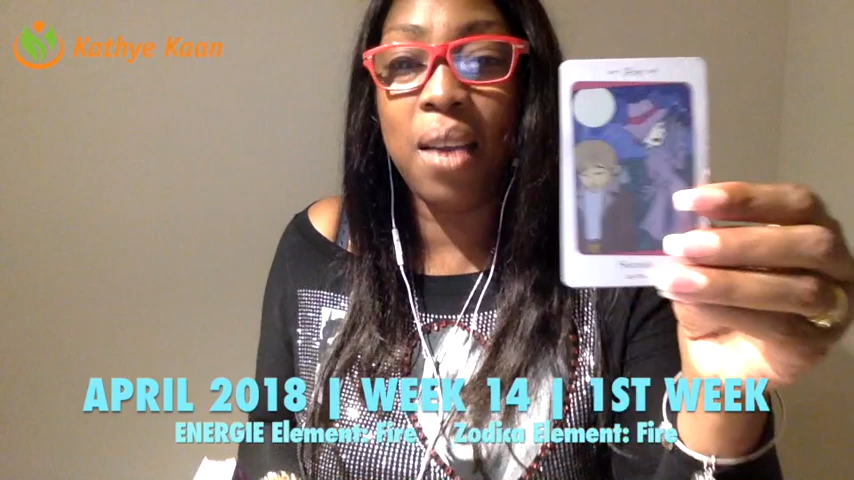 Kathye Kaan
APRIL 2018 | WEEK 14 | 1ST WEEK
ENERGIE Element: Fire Zodica Element: Fire